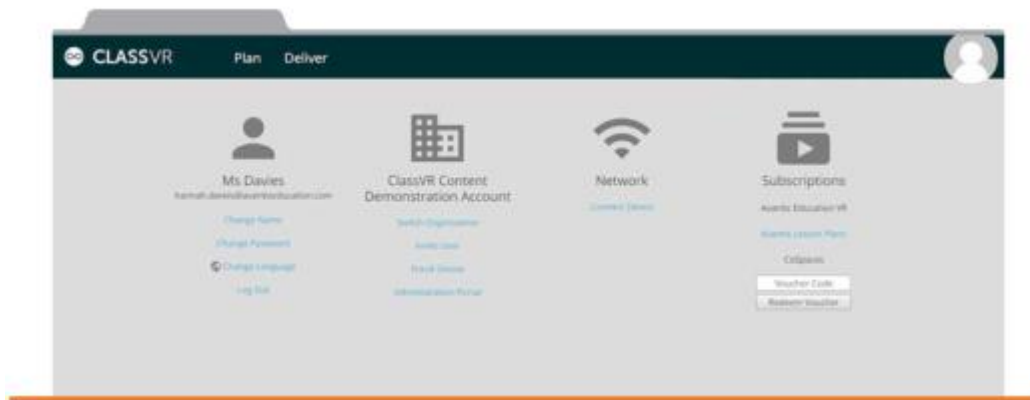 CLASSVR
Plan Deliver
Ms Davies
Change Name
Change Password
Change Language
Log Out
ClassVR Content
Demonstration Account
Switch Organisation
Invite User
Enrol Device
Administration Portal
Network
Connect Device
Subscriptions
Avantis Education VR
Avantis Lesson Plans
Voucher Code
Redeem Voucher